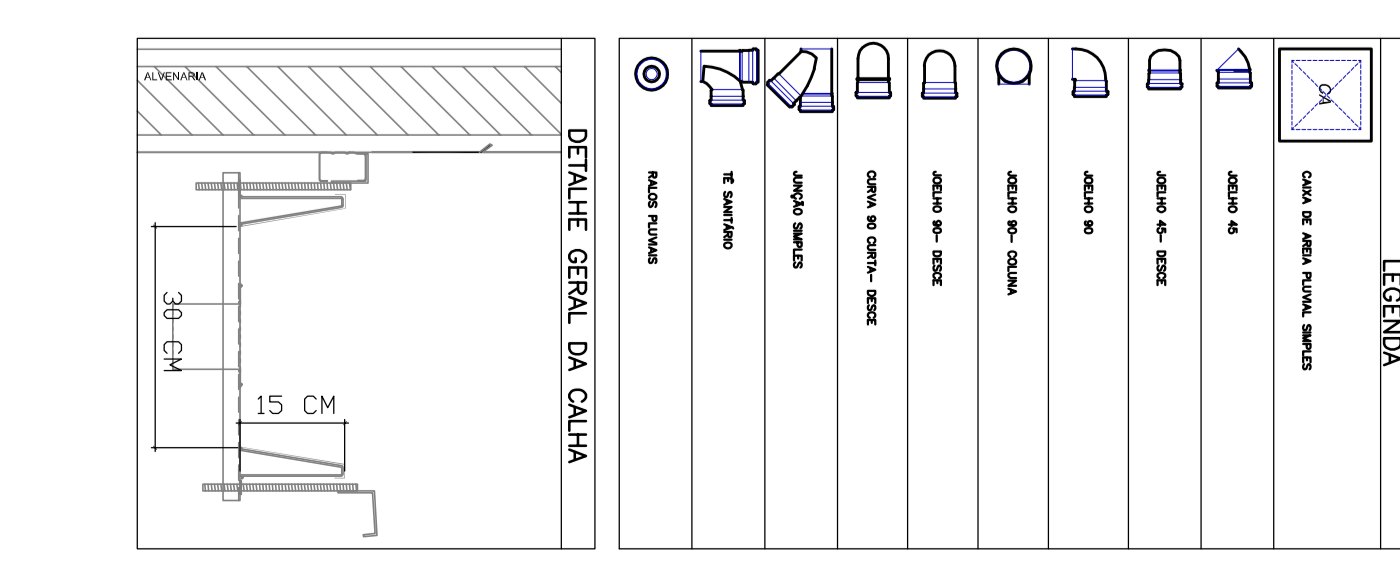 LEGENDA
CAIXA DE AREIA PLUVIAL SIMPLES
CA
JOELHO 45
JOELHO 45- DESCE
JOELHO 90
JOELHO 90- COLUNA
JOELHO 90- DESCE
CURVA 90 CURTA- DESCE
JUNÇÃO SIMPLES
TÊ SANITÁRIO
RALOS PLUVIAIS
DETALHE GERAL DA CALHA
ALVENARIA
30 CM
15 CM